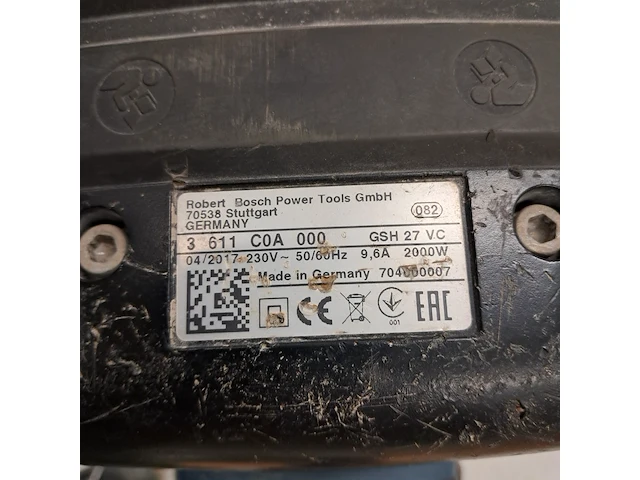 Robert Bosch Power Tools GmbH
70538 Stuttgart
GERMANY
082
3 611 C0A 000 GSH 27 VC
04/2017 230V~ 50/60Hz 9,6A 2000W
Made in Germany 704000007
CE 001 EAC